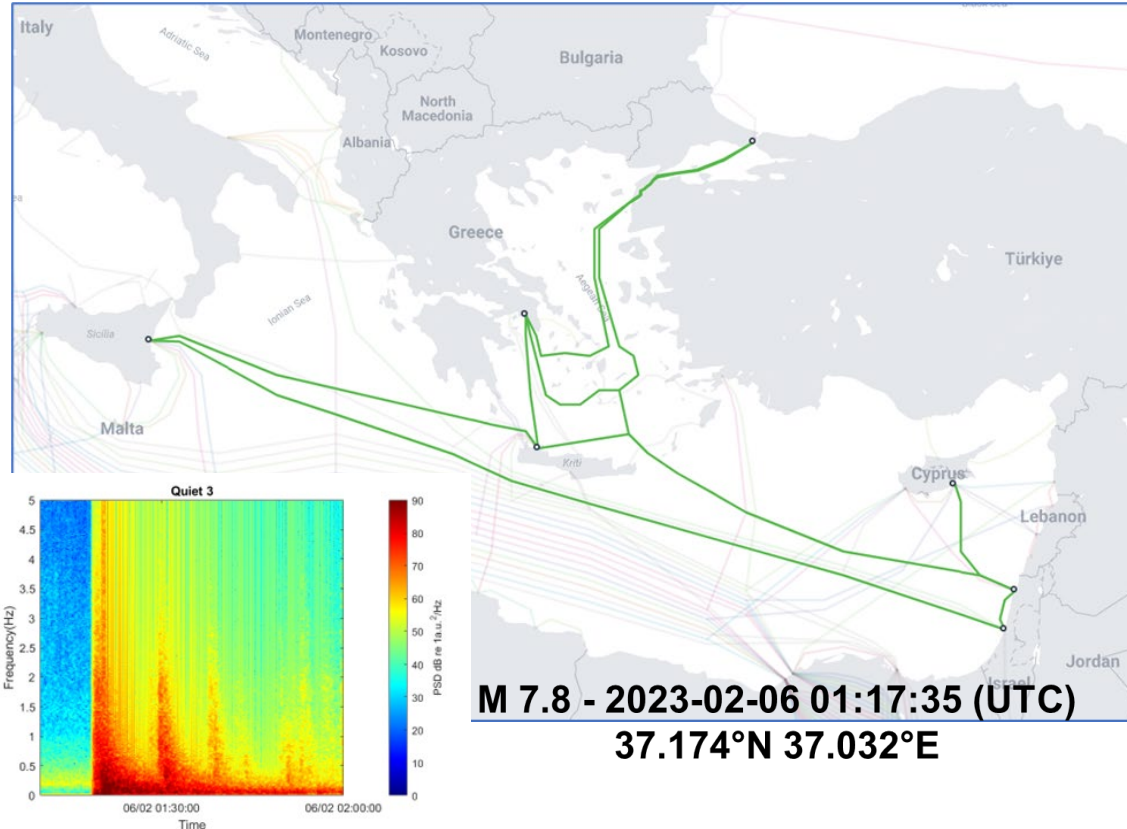 Italy
Adriatic Sea
Montenegro
Kosovo
Bulgaria
North
Macedonia
Albania
Greece
Aegean Sea
Türkiye
Ionian Sea
Sicilia
Malta
Kriti
Cyprus
Lebanon
Israel
Jordan
M 7.8 - 2023-02-06 01:17:35 (UTC)
37.174°N 37.032°E
Quiet 3
5
4.5
4
3.5
3
2.5
2
1.5
1
0.5
0
Frequency(Hz)
06/02 01:30:00
06/02 02:00:00
Time
90
80
70
60
50
40
30
20
10
0
PSD dB re 1a.u.²/Hz